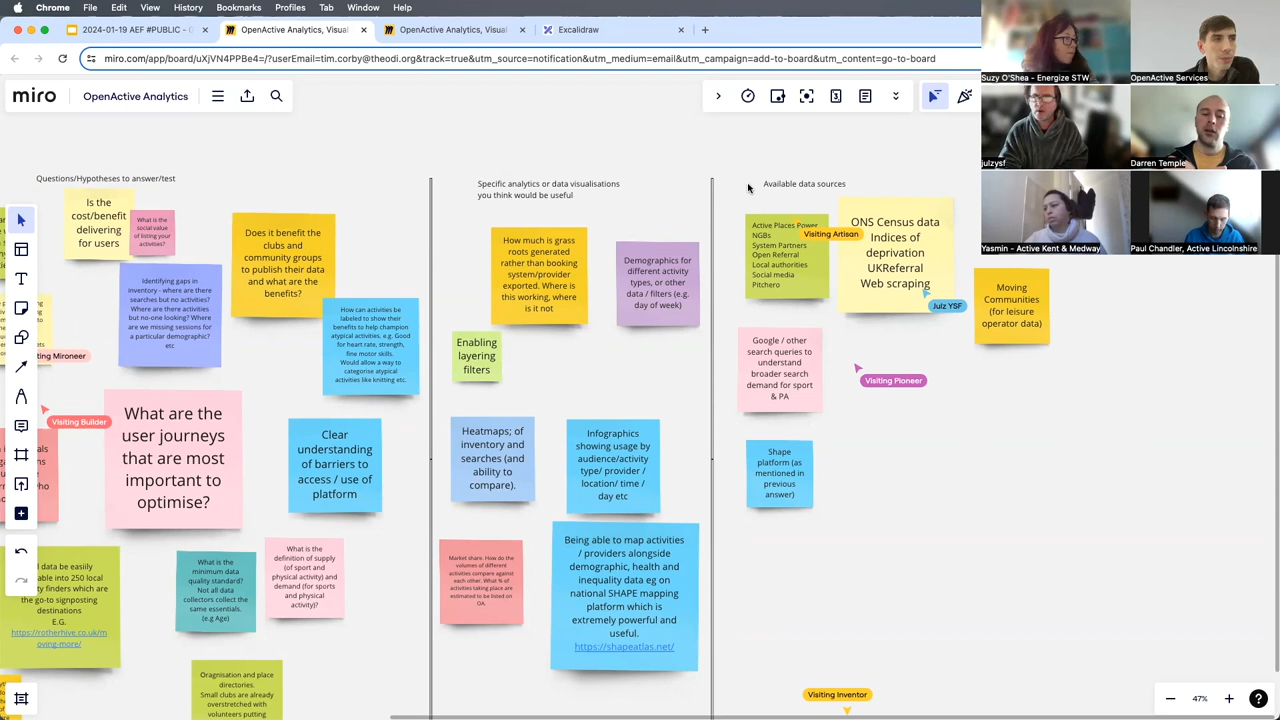 Chrome File Edit View History Bookmarks Profiles Tab Window Help
2024-01-19 AEF #PUBLIC -
OpenActive Analytics, Visual
OpenActive Analytics, Visual
Excalidraw
miro.com/app/board/uXjVN4PPBe4=/?userEmail=tim.corby@theodi.org&track=true&utm_source=notification&utm_medium=email&utm_campaign=add-to-board&utm_content=go-to-board
miro
OpenActive Analytics
Suzy O'Shea - Energize STW
OpenActive Services
julzysf
Darren Temple
Yasmin - Active Kent & Medway
Paul Chandler, Active Lincolnshire
Questions/Hypotheses to answer/test
Is the
cost/benefit
delivering
for users
What is the
social value
of listing your
activities?
Does it benefit the
clubs and
community groups
to publish their data
and what are the
benefits?
Identifying gaps in
inventory - where are there
searches but no activities?
Where are there activities
but no-one looking? Where
are we missing sessions for
a particular demographic?
etc
How can activities be
labeled to show their
benefits to help champion
atypical activities. e.g. Good
for heart rate, strength,
fine motor skills.
Would allow a way to
categorise atypical
activities like knitting etc.
ting Mironeer
Visiting Builder
What are the
user journeys
that are most
important to
optimise?
Clear
understanding
of barriers to
access / use of
platform
What is the
minimum data
quality standard?
Not all data
collectors collect the
same essentials.
(e.g Age)
What is the
definition of supply
(of sport and
physical activity) and
demand (for sports
and physical
activity)?
data be easiily
able into 250 local
finders which are
the go-to signposting
destinations
E.G.
https://rotherhive.co.uk/m
oving-more/
Oragnisation and place
directories.
Small clubs are already
overstretched with
volunteers putting
Specific analytics or data visualisations
you think would be useful
How much is grass
roots generated
rather than booking
system/provider
exported. Where is
this working, where
is it not
Demographics for
different activity
types, or other
data / filters (e.g.
day of week)
Enabling
layering
filters
Heatmaps; of
inventory and
searches (and
ability to
compare).
Infographics
showing usage by
audience/activity
type/ provider /
location/ time /
day etc
Market share. How do the
volumes of different
activities compare against
each other. What % of
activities taking place are
estimated to be listed on
OA.
Being able to map activities
/ providers alongside
demographic, health and
inequality data eg on
national SHAPE mapping
platform which is
extremely powerful and
useful.
https://shapeatlas.net/
Available data sources
Active Places Power
NGBs
System Partners
Open Referral
Local authorities
Social media
Pitchero
Visiting Artisan
ONS Census data
Indices of
deprivation
UKReferral
Web scraping
Julz YSF
Moving
Communities
(for leisure
operator data)
Google / other
search queries to
understand
broader search
demand for sport
& PA
Visiting Pioneer
Shape
platform (as
mentioned in
previous
answer)
Visiting Inventor
47%